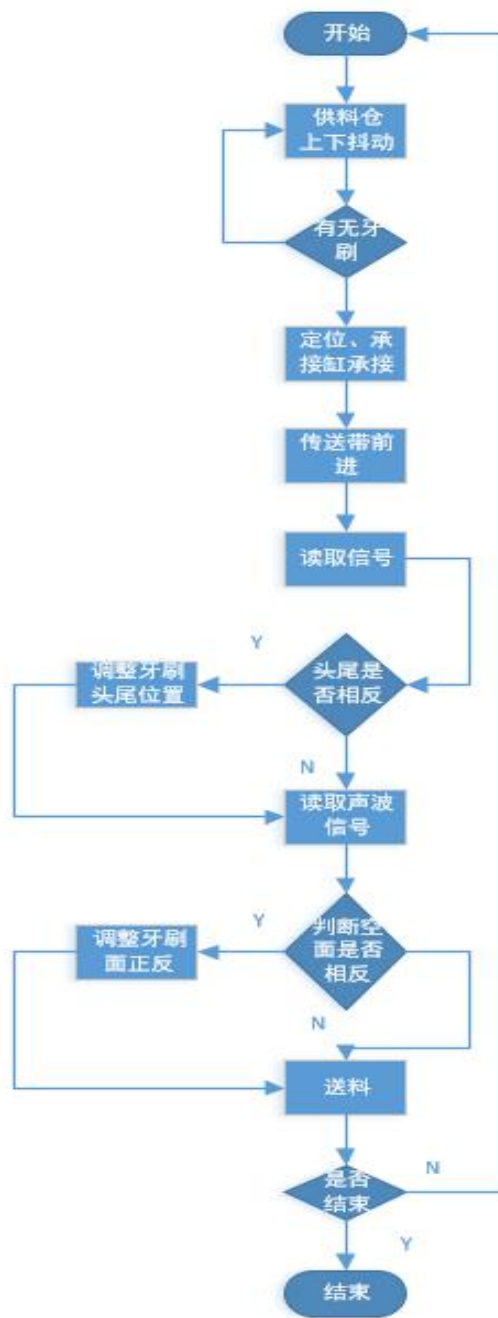 开始
供料仓
上下抖动
有无牙
刷
定位、承
接缸承接
传送带前
进
读取信号
Y
调整牙刷
头尾位置
头尾是
否相反
N
读取声波
信号
Y
调整牙刷
面正反
判断空
面是否
相反
N
送料
是否
结束
N
Y
结束